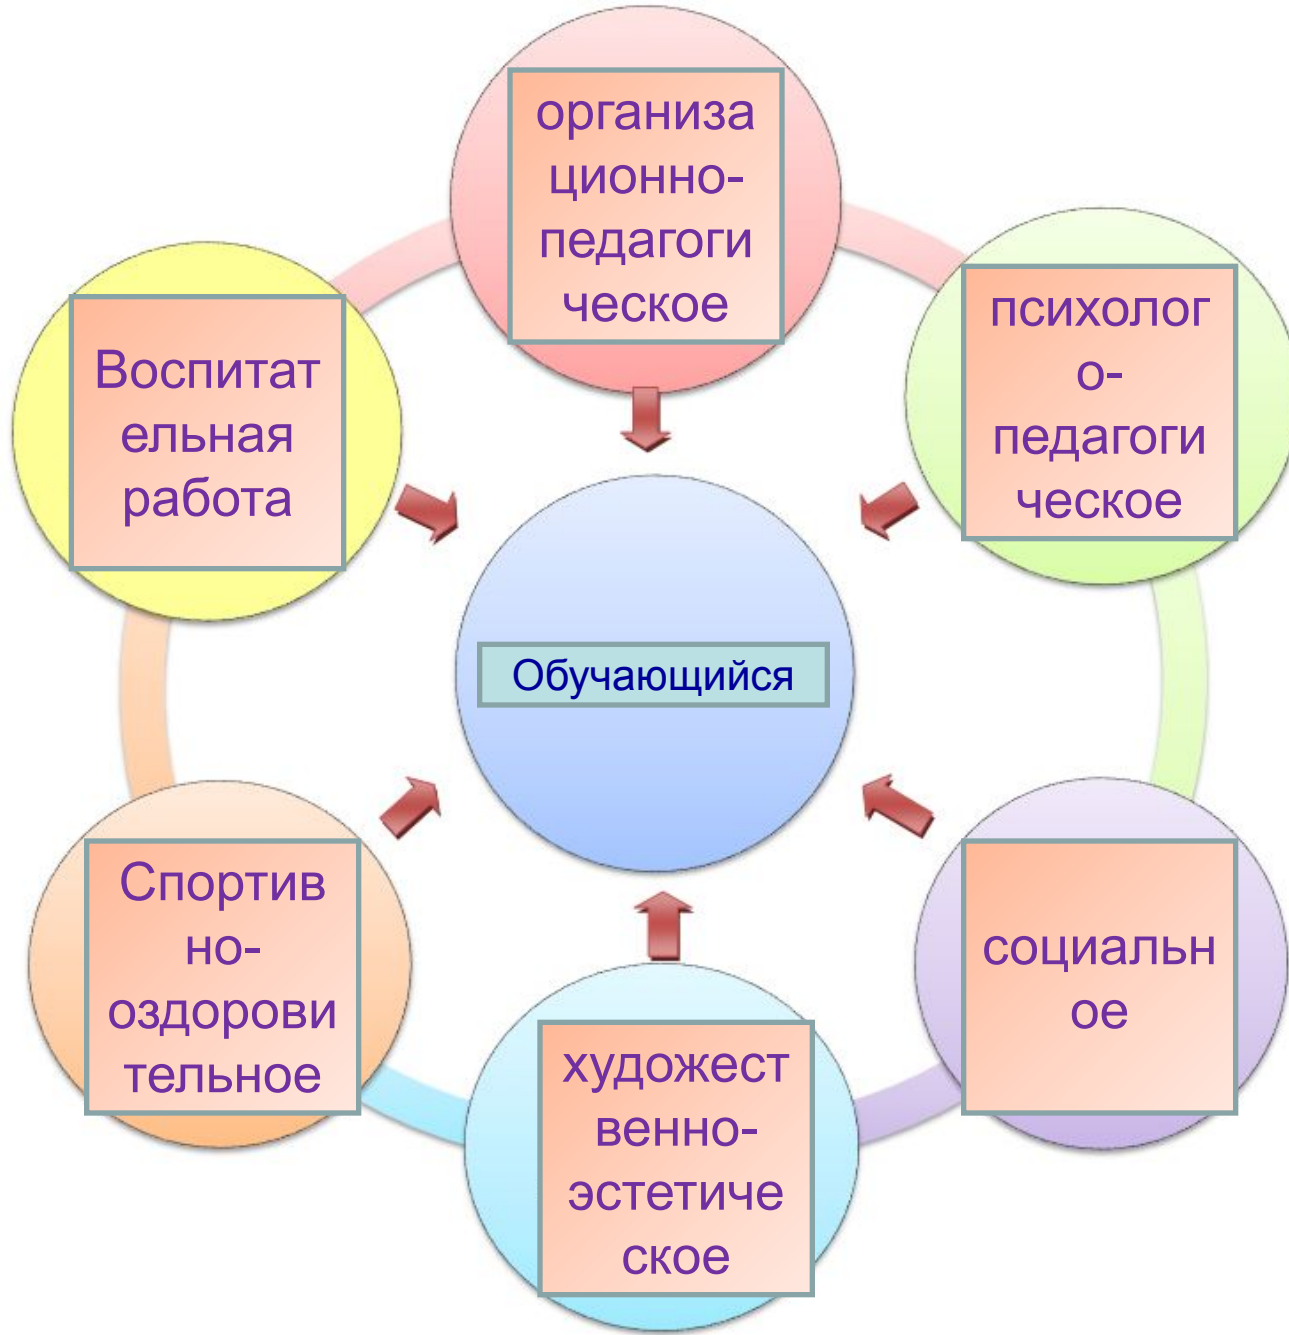 организа
ционно-
педагоги
ческое
психолог
о-
педагоги
ческое
Воспитат
ельная
работа
Обучающийся
Спортив
но-
оздорови
тельное
социальн
ое
художест
венно-
эстетиче
ское